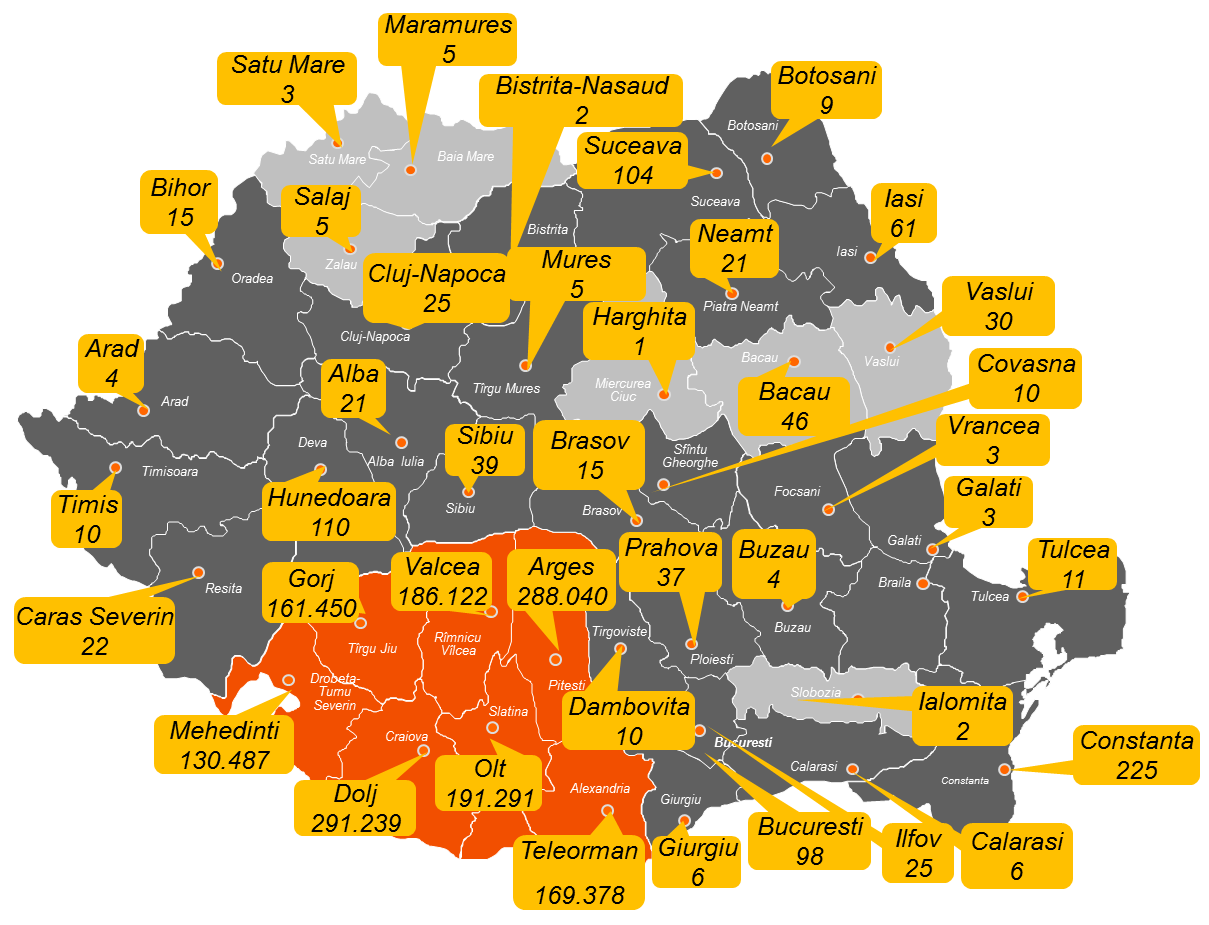 Maramures
5
Satu Mare
3
Bistrita-Nasaud
2
Botosani
9
Botosani
Suceava
104
Satu Mare
Baia Mare
Bihor
15
Salaj
5
Suceava
Iasi
61
Bistrita
Neamt
21
Iasi
Zalau
Oradea
Cluj-Napoca
25
Mures
5
Piatra Neamt
Vaslui
30
Harghita
1
Cluj-Napoca
Arad
4
Bacau
Vaslui
Covasna
10
Alba
21
Tîrgu Mures
Miercurea
Ciuc
Bacau
46
Arad
Vrancea
3
Deva
Sibiu
39
Brasov
15
Sfîntu
Gheorghe
Alba Iulia
Timisoara
Galati
3
Timis
10
Hunedoara
110
Sibiu
Brasov
Focsani
Galati
Prahova
37
Buzau
4
Tulcea
11
Valcea
186.122
Arges
288.040
Gorj
161.450
Resita
Braila
Tulcea
Caras Severin
22
Tirgoviste
Buzau
Rîmnicu
Vîlcea
Tîrgu Jiu
Ploiesti
Drobeta-
Turnu
Severin
Pitesti
Slobozia
Ialomita
2
Dambovita
10
Slatina
Mehedinti
130.487
Craiova
Bucuresti
Constanta
225
Olt
191.291
Calarasi
Constanta
Dolj
291.239
Alexandria
Giurgiu
Bucuresti
98
Ilfov
25
Calarasi
6
Teleorman
169.378
Giurgiu
6